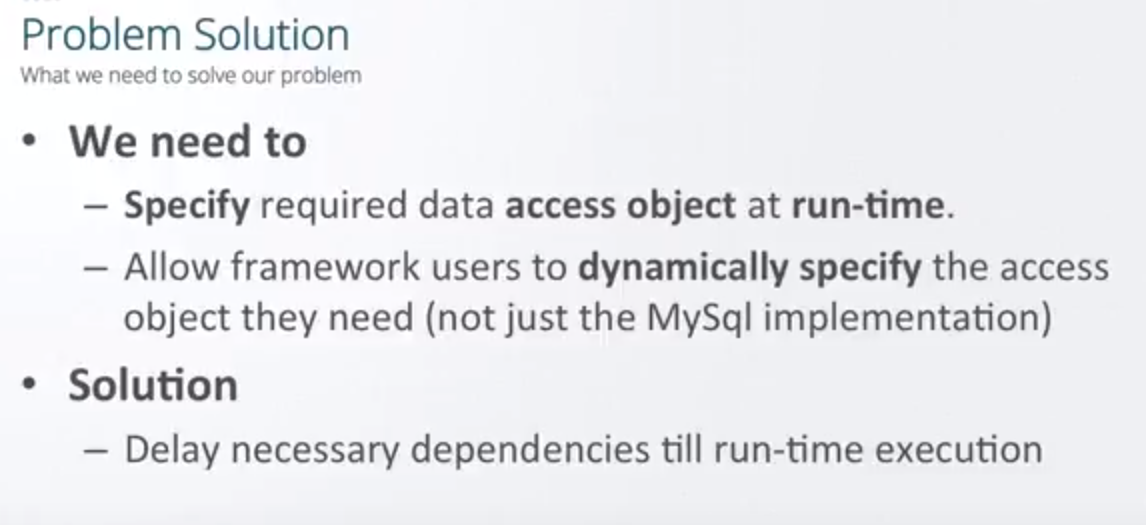 Problem Solution
What we need to solve our problem
• We need to
– Specify required data access object at run-time.
– Allow framework users to dynamically specify the access
object they need (not just the MySql implementation)
• Solution
– Delay necessary dependencies till run-time execution